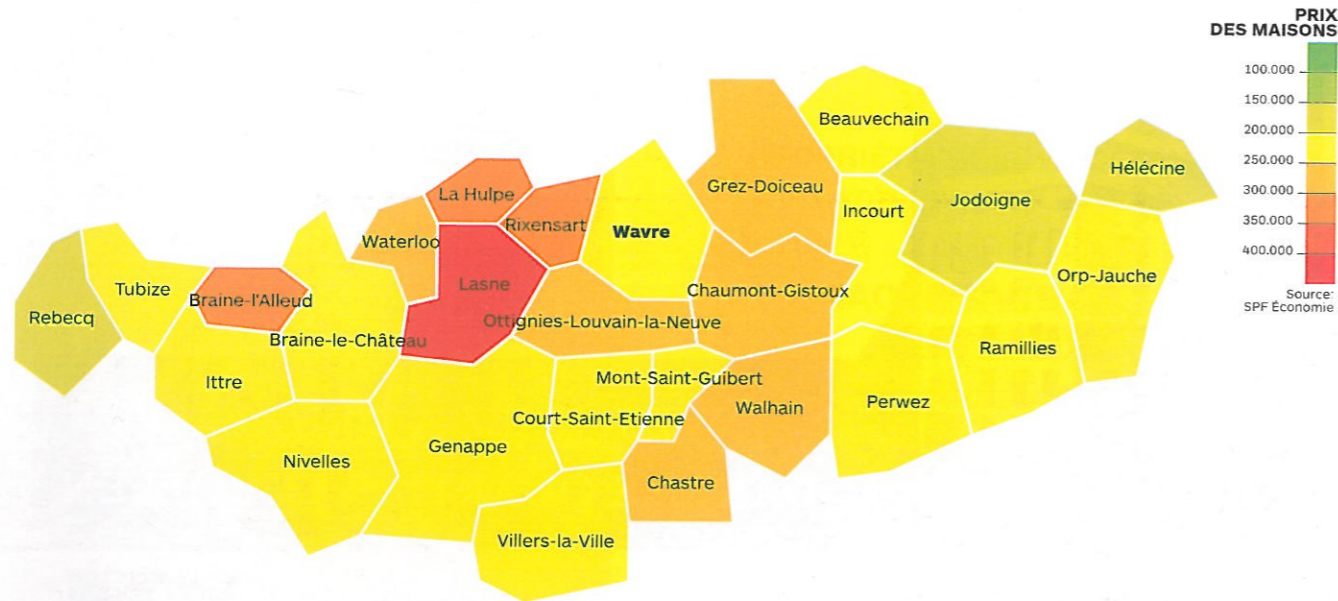 PRIX
DES MAISONS
100.000
150.000
200.000
250.000
300.000
350.000
400.000
Source:
SPF Économie
Beauvechain
Hélécine
La Hulpe
Grez-Doiceau
Jodoigne
Rixensart
Incourt
Waterloo
Wavre
Tubize
Lasne
Orp-Jauche
Braine-l'Alleud
Chaumont-Gistoux
Rebecq
Ottignies-Louvain-la-Neuve
Braine-le-Château
Ramillies
Ittre
Mont-Saint-Guibert
Walhain
Perwez
Court-Saint-Etienne
Genappe
Nivelles
Chastre
Villers-la-Ville